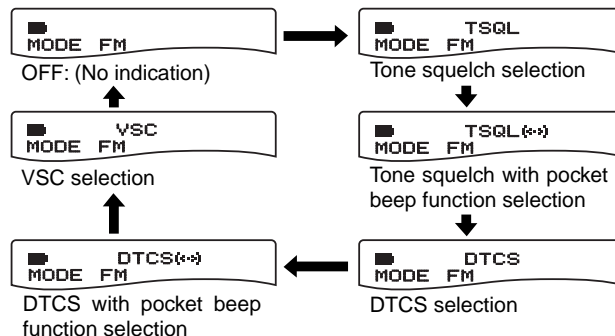 MODE FM
OFF: (No indication)
TSQL
MODE FM
Tone squelch selection
TSQL((•))
MODE FM
Tone squelch with pocket
beep function selection
DTCS
MODE FM
DTCS selection
DTCS((•))
MODE FM
DTCS with pocket beep
function selection
VSC
MODE FM
VSC selection